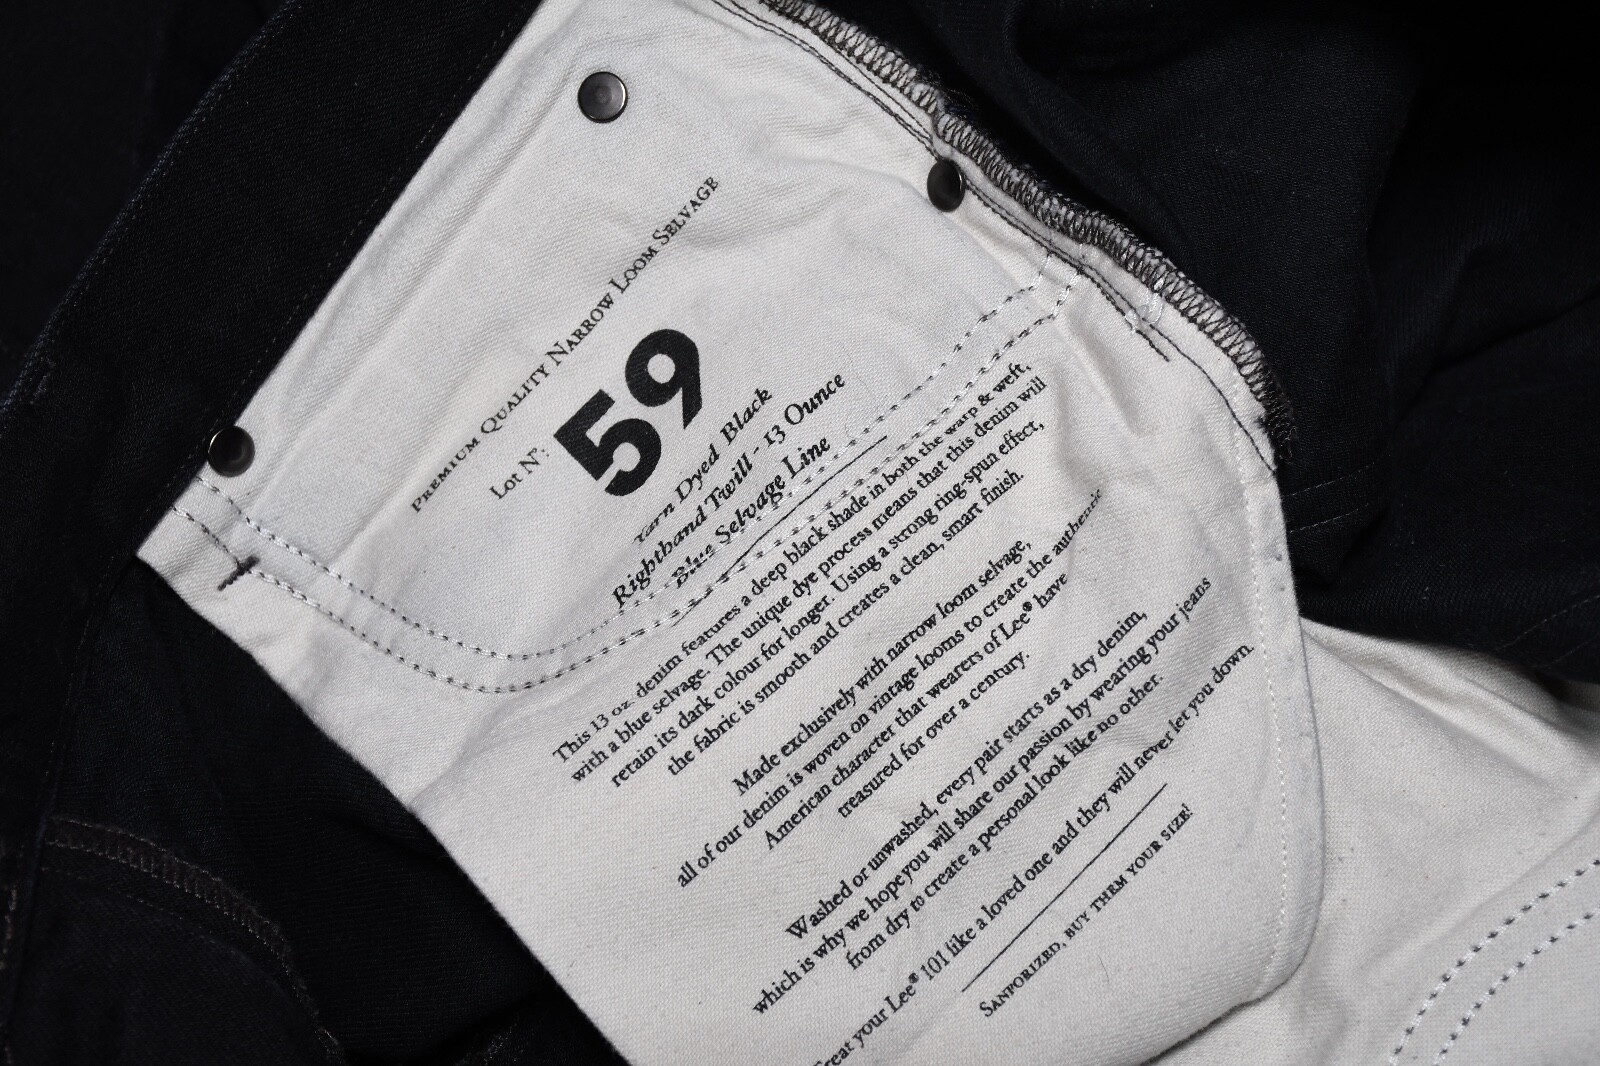 Premium Quality Narrow Loom Selvage
Lot Nº:
59
Yarn Dyed Black
Righthand Twill - 13 Ounce
Blue Selvage Line
This 13 oz. denim features a deep black shade in both the warp & weft,
with a blue selvage. The unique dye process means that this denim will
retain its dark colour for longer. Using a strong ring-spun effect,
the fabric is smooth and creates a clean, smart finish.
Made exclusively with narrow loom selvage,
all of our denim is woven on vintage looms to create the authentic
American character that wearers of Lee® have
treasured for over a century.
Washed or unwashed, every pair starts as a dry denim,
which is why we hope you will share our passion by wearing your jeans
from dry to create a personal look like no other.
Treat your Lee® 101 like a loved one and they will never let you down.
Sanforized, buy them your size!